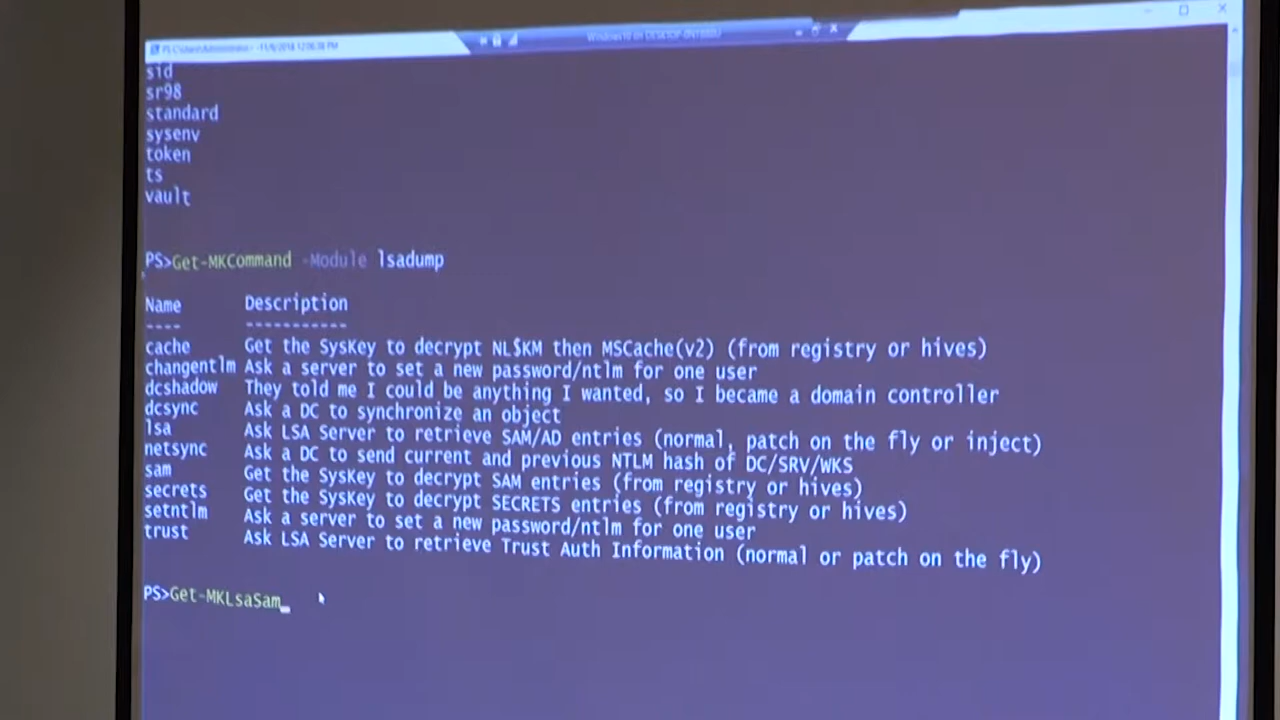 sid
sr98
standard
sysenv
token
ts
vault
PS>Get-MKCommand -Module lsadump
Name Description
---- -----------
cache Get the SysKey to decrypt NL$KM then MSCache(v2) (from registry or hives)
changentlm Ask a server to set a new password/ntlm for one user
dcshadow They told me I could be anything I wanted, so I became a domain controller
dcsync Ask a DC to synchronize an object
lsa Ask LSA Server to retrieve SAM/AD entries (normal, patch on the fly or inject)
netsync Ask a DC to send current and previous NTLM hash of DC/SRV/WKS
sam Get the SysKey to decrypt SAM entries (from registry or hives)
secrets Get the SysKey to decrypt SECRETS entries (from registry or hives)
setntlm Ask a server to set a new password/ntlm for one user
trust Ask LSA Server to retrieve Trust Auth Information (normal or patch on the fly)
PS>Get-MKLsaSam_